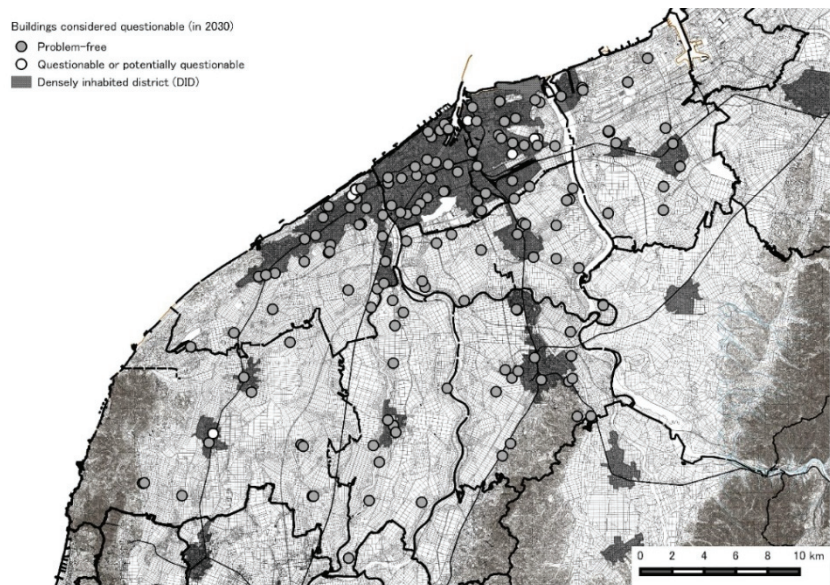 Buildings considered questionable (in 2030)
Problem-free
Questionable or potentially questionable
Densely inhabited district (DID)
0 2 4 6 8 10 km